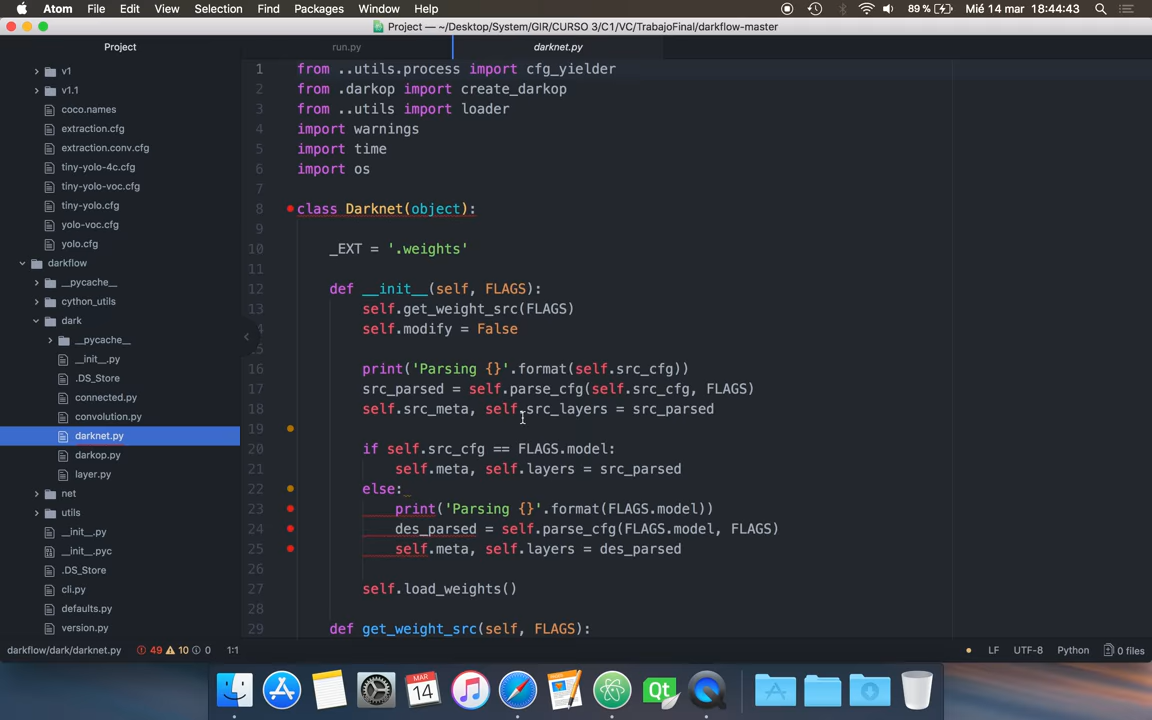 Atom File Edit View Selection Find Packages Window Help 89% Mié 14 mar 18:44:43
Project — ~/Desktop/System/GIR/CURSO 3/C1/VC/TrabajoFinal/darkflow-master
Project
run.py
darknet.py
v1
v1.1
coco.names
extraction.cfg
extraction.conv.cfg
tiny-yolo-4c.cfg
tiny-yolo-voc.cfg
tiny-yolo.cfg
yolo-voc.cfg
yolo.cfg
darkflow
__pycache__
cython_utils
dark
__pycache__
__init__.py
.DS_Store
connected.py
convolution.py
darknet.py
darkop.py
layer.py
net
utils
__init__.py
__init__.pyc
.DS_Store
cli.py
defaults.py
version.py
1 from ..utils.process import cfg_yielder
2 from .darkop import create_darkop
3 from ..utils import loader
4 import warnings
5 import time
6 import os
7
8 class Darknet(object):
9
10 _EXT = '.weights'
11
12 def __init__(self, FLAGS):
13 self.get_weight_src(FLAGS)
4 self.modify = False
15
16 print('Parsing {}'.format(self.src_cfg))
17 src_parsed = self.parse_cfg(self.src_cfg, FLAGS)
18 self.src_meta, self.src_layers = src_parsed
19
20 if self.src_cfg == FLAGS.model:
21 self.meta, self.layers = src_parsed
22 else:
23 print('Parsing {}'.format(FLAGS.model))
24 des_parsed = self.parse_cfg(FLAGS.model, FLAGS)
25 self.meta, self.layers = des_parsed
26
27 self.load_weights()
28
29 def get_weight_src(self, FLAGS):
darkflow/dark/darknet.py 49 10 0 1:1 LF UTF-8 Python 0 files
MAR
14
Qt